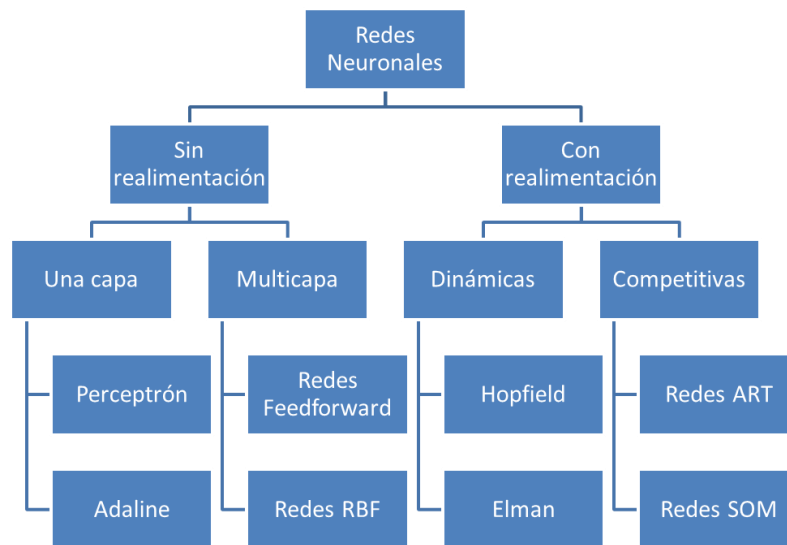 Redes
Neuronales
Sin
realimentación
Con
realimentación
Una capa
Multicapa
Dinámicas
Competitivas
Perceptrón
Redes
Feedforward
Hopfield
Redes ART
Adaline
Redes RBF
Elman
Redes SOM